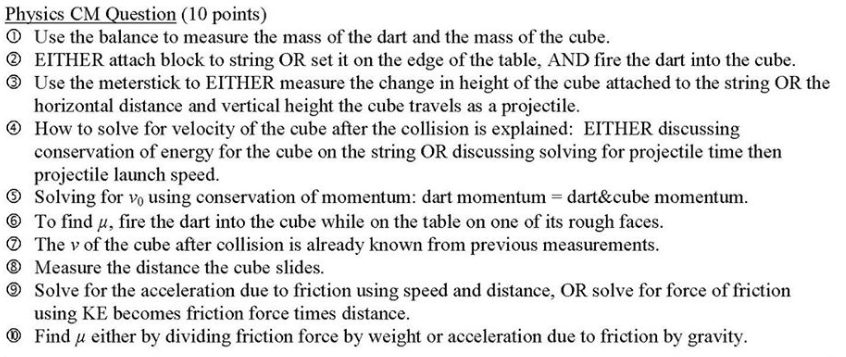 Physics CM Question (10 points)
① Use the balance to measure the mass of the dart and the mass of the cube.
② EITHER attach block to string OR set it on the edge of the table, AND fire the dart into the cube.
③ Use the meterstick to EITHER measure the change in height of the cube attached to the string OR the
horizontal distance and vertical height the cube travels as a projectile.
④ How to solve for velocity of the cube after the collision is explained: EITHER discussing
conservation of energy for the cube on the string OR discussing solving for projectile time then
projectile launch speed.
⑤ Solving for v₀ using conservation of momentum: dart momentum = dart&cube momentum.
⑥ To find μ, fire the dart into the cube while on the table on one of its rough faces.
⑦ The v of the cube after collision is already known from previous measurements.
⑧ Measure the distance the cube slides.
⑨ Solve for the acceleration due to friction using speed and distance, OR solve for force of friction
using KE becomes friction force times distance.
⑩ Find μ either by dividing friction force by weight or acceleration due to friction by gravity.